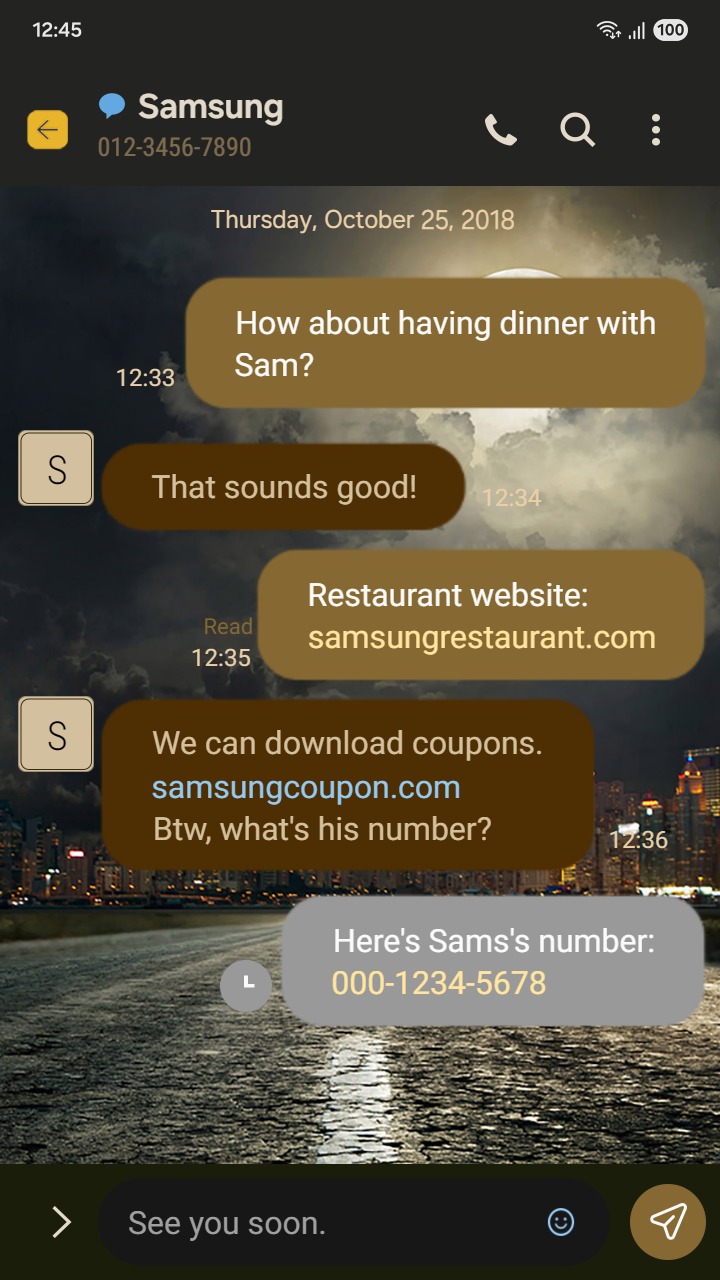 12:45
100
Samsung
012-3456-7890
Thursday, October 25, 2018
How about having dinner with
Sam?
12:33
S
That sounds good!
12:34
Restaurant website:
samsungrestaurant.com
Read
12:35
S
We can download coupons.
samsungcoupon.com
Btw, what's his number?
12:36
Here's Sams's number:
000-1234-5678
See you soon.